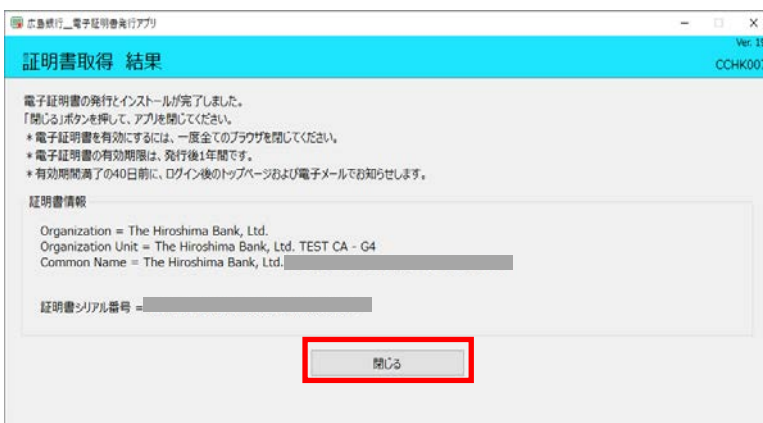 広島銀行__電子証明書発行アプリ
Ver. 19
証明書取得 結果
CCHK007
電子証明書の発行とインストールが完了しました。
「閉じる」ボタンを押して、アプリを閉じてください。
*電子証明書を有効にするには、一度全てのブラウザを閉じてください。
*電子証明書の有効期限は、発行後1年間です。
*有効期間満了の40日前に、ログイン後のトップページおよび電子メールでお知らせします。
証明書情報
Organization = The Hiroshima Bank, Ltd.
Organization Unit = The Hiroshima Bank, Ltd. TEST CA - G4
Common Name = The Hiroshima Bank, Ltd.
証明書シリアル番号 =
閉じる